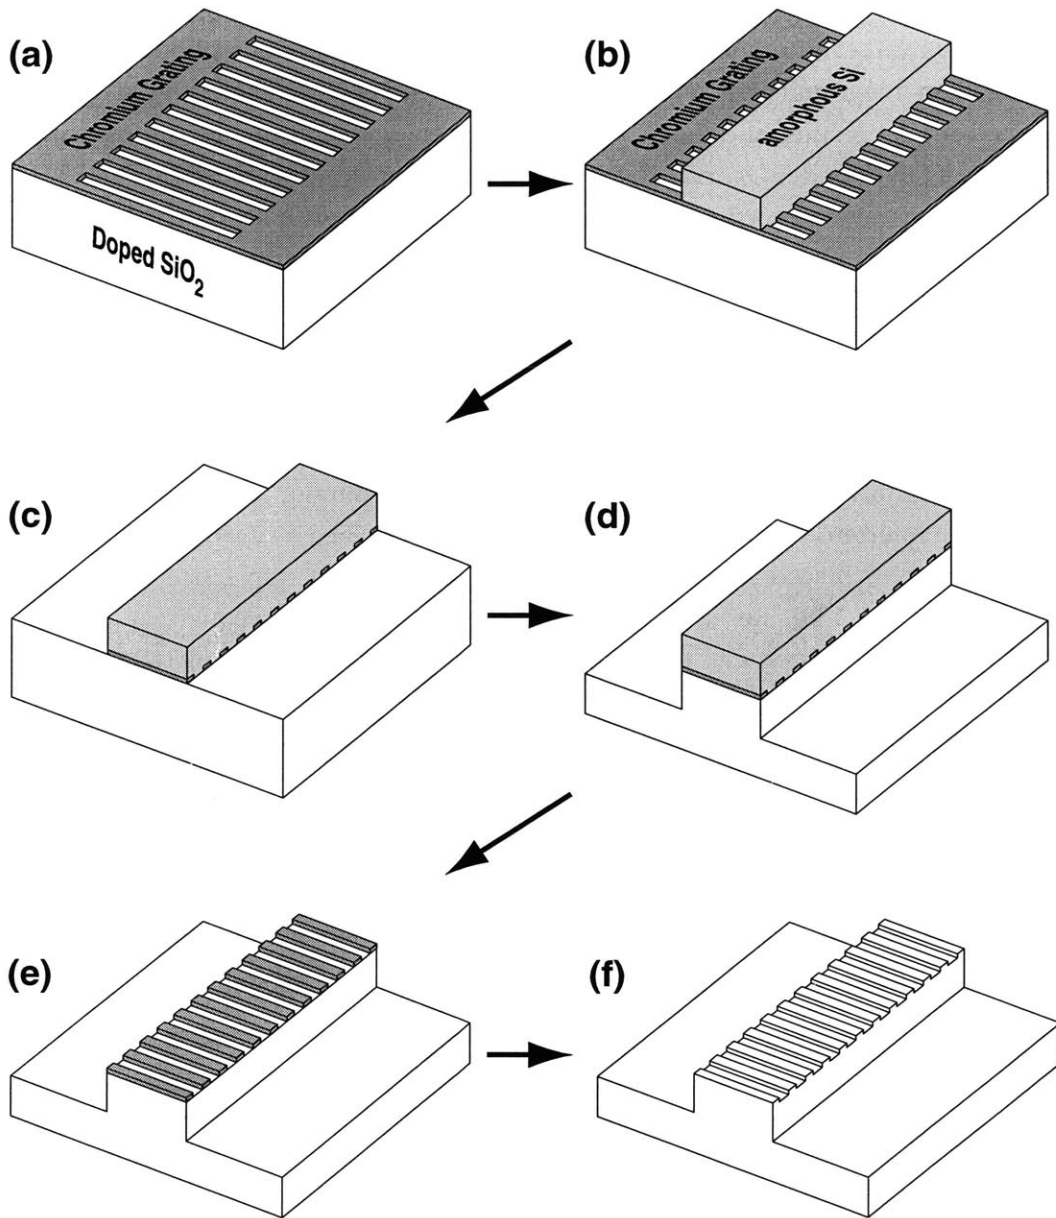 (a)
Chromium Grating
Doped SiO₂
(b)
Chromium Grating
amorphous Si
(c)
(d)
(e)
(f)